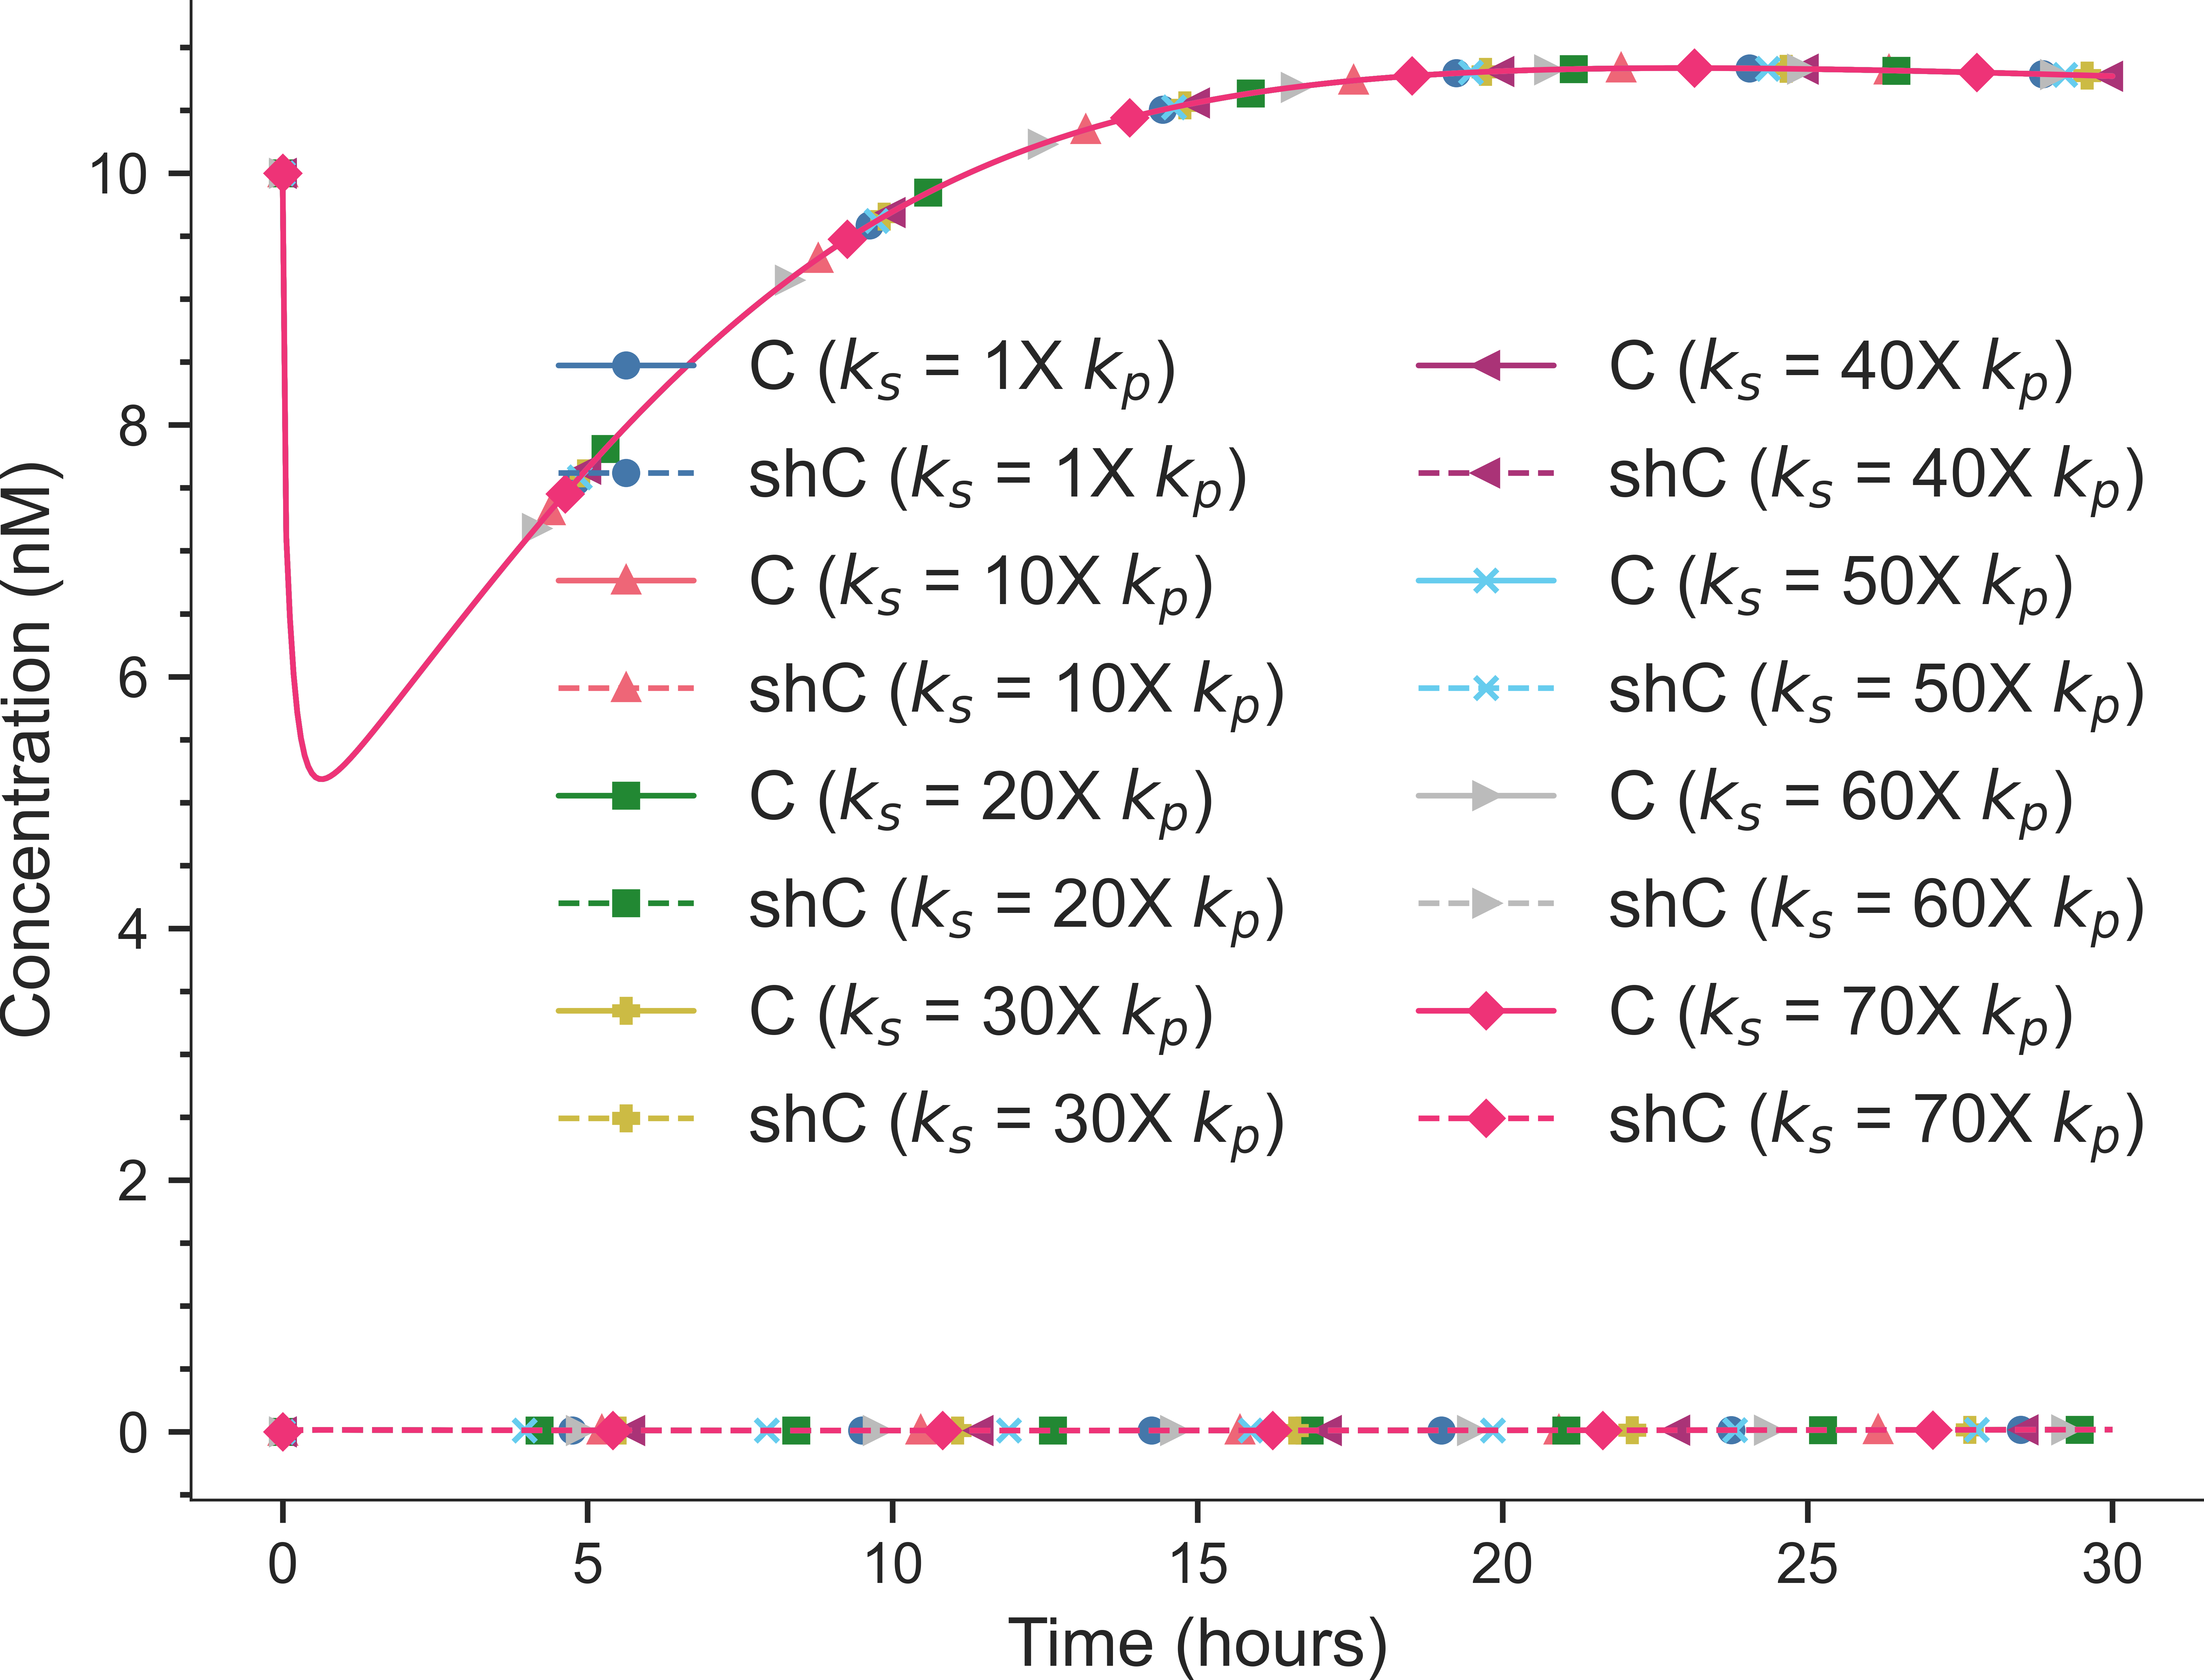 Concentration (nM)
10
8
6
4
2
0
C (ks = 1X kp)
shC (ks = 1X kp)
C (ks = 10X kp)
shC (ks = 10X kp)
C (ks = 20X kp)
shC (ks = 20X kp)
C (ks = 30X kp)
shC (ks = 30X kp)
C (ks = 40X kp)
shC (ks = 40X kp)
C (ks = 50X kp)
shC (ks = 50X kp)
C (ks = 60X kp)
shC (ks = 60X kp)
C (ks = 70X kp)
shC (ks = 70X kp)
0 5 10 15 20 25 30
Time (hours)